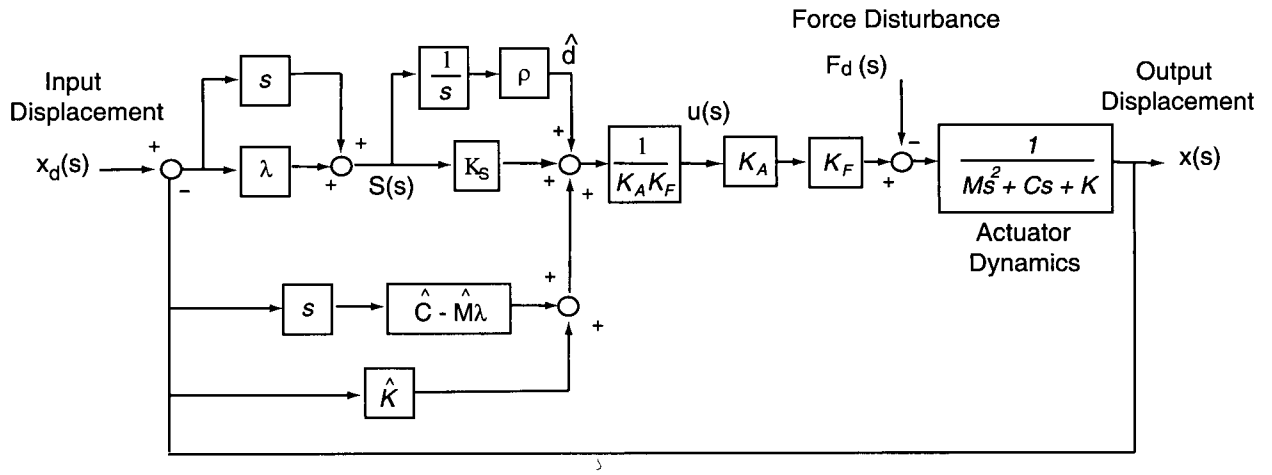 Force Disturbance
F_d (s)
Input
Displacement
x_d(s)
+
−
s
λ
+
+
S(s)
1
s
ρ
d̂
K_S
+
+
+
1
K_A K_F
u(s)
K_A
K_F
−
+
1
Ms² + Cs + K
Actuator
Dynamics
Output
Displacement
x(s)
s
Ĉ - M̂λ
+
+
K̂